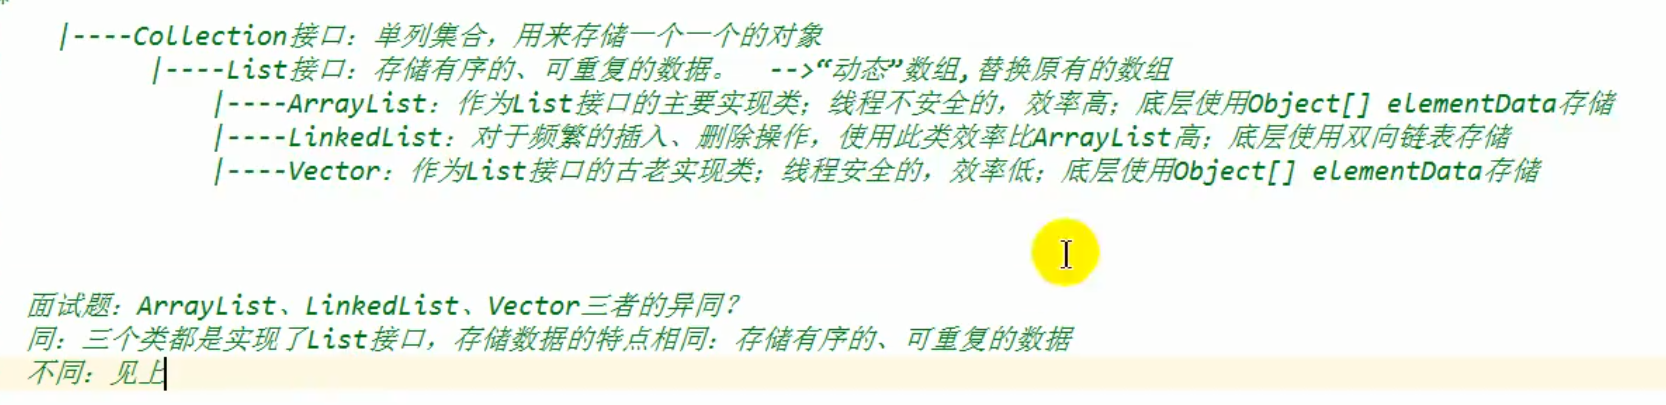 |----Collection接口：单列集合，用来存储一个一个的对象
|----List接口：存储有序的、可重复的数据。  -->“动态”数组,替换原有的数组
|----ArrayList：作为List接口的主要实现类；线程不安全的，效率高；底层使用Object[] elementData存储
|----LinkedList：对于频繁的插入、删除操作，使用此类效率比ArrayList高；底层使用双向链表存储
|----Vector：作为List接口的古老实现类；线程安全的，效率低；底层使用Object[] elementData存储
面试题：ArrayList、LinkedList、Vector三者的异同？
同：三个类都是实现了List接口，存储数据的特点相同：存储有序的、可重复的数据
不同：见上